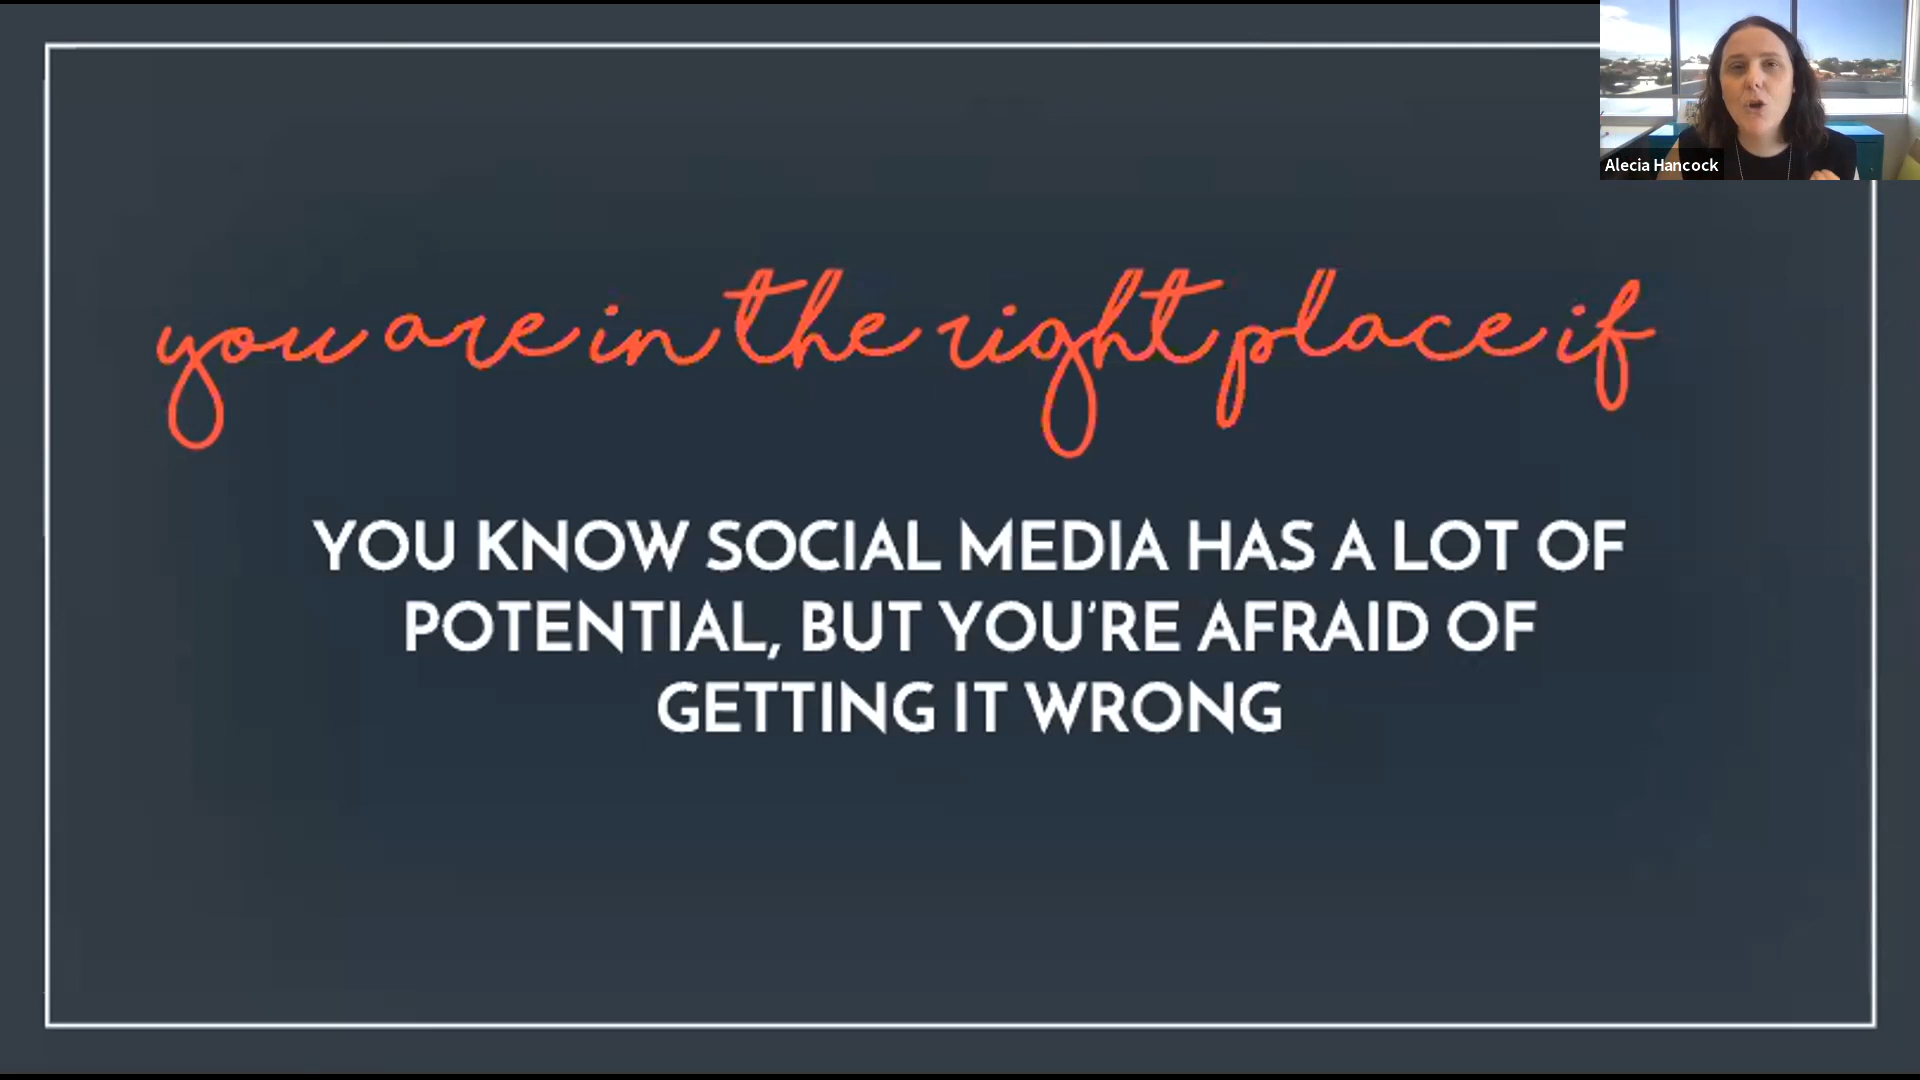 Alecia Hancock
you are in the right place if
YOU KNOW SOCIAL MEDIA HAS A LOT OF
POTENTIAL, BUT YOU'RE AFRAID OF
GETTING IT WRONG